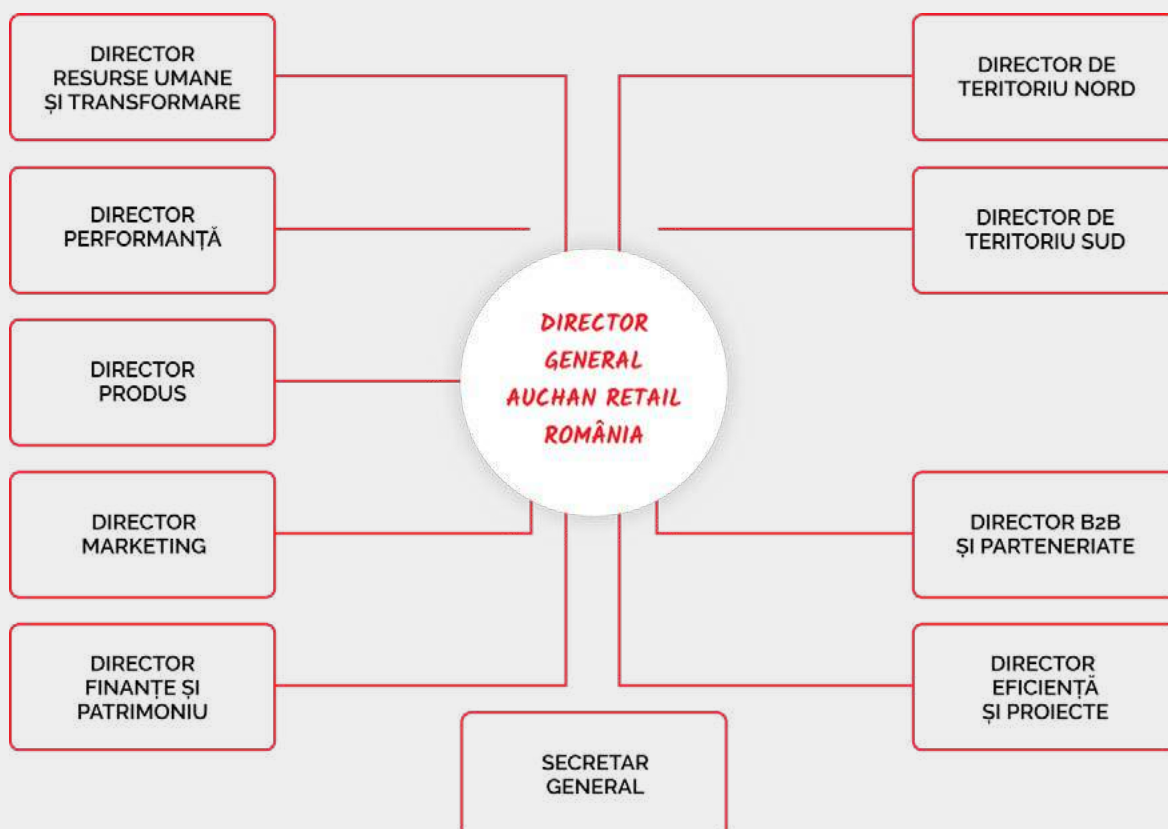 DIRECTOR
RESURSE UMANE
ȘI TRANSFORMARE
DIRECTOR
PERFORMANȚĂ
DIRECTOR
PRODUS
DIRECTOR
MARKETING
DIRECTOR
FINANȚE ȘI
PATRIMONIU
DIRECTOR
GENERAL
AUCHAN RETAIL
ROMÂNIA
SECRETAR
GENERAL
DIRECTOR DE
TERITORIU NORD
DIRECTOR DE
TERITORIU SUD
DIRECTOR B2B
ȘI PARTENERIATE
DIRECTOR
EFICIENȚĂ
ȘI PROIECTE